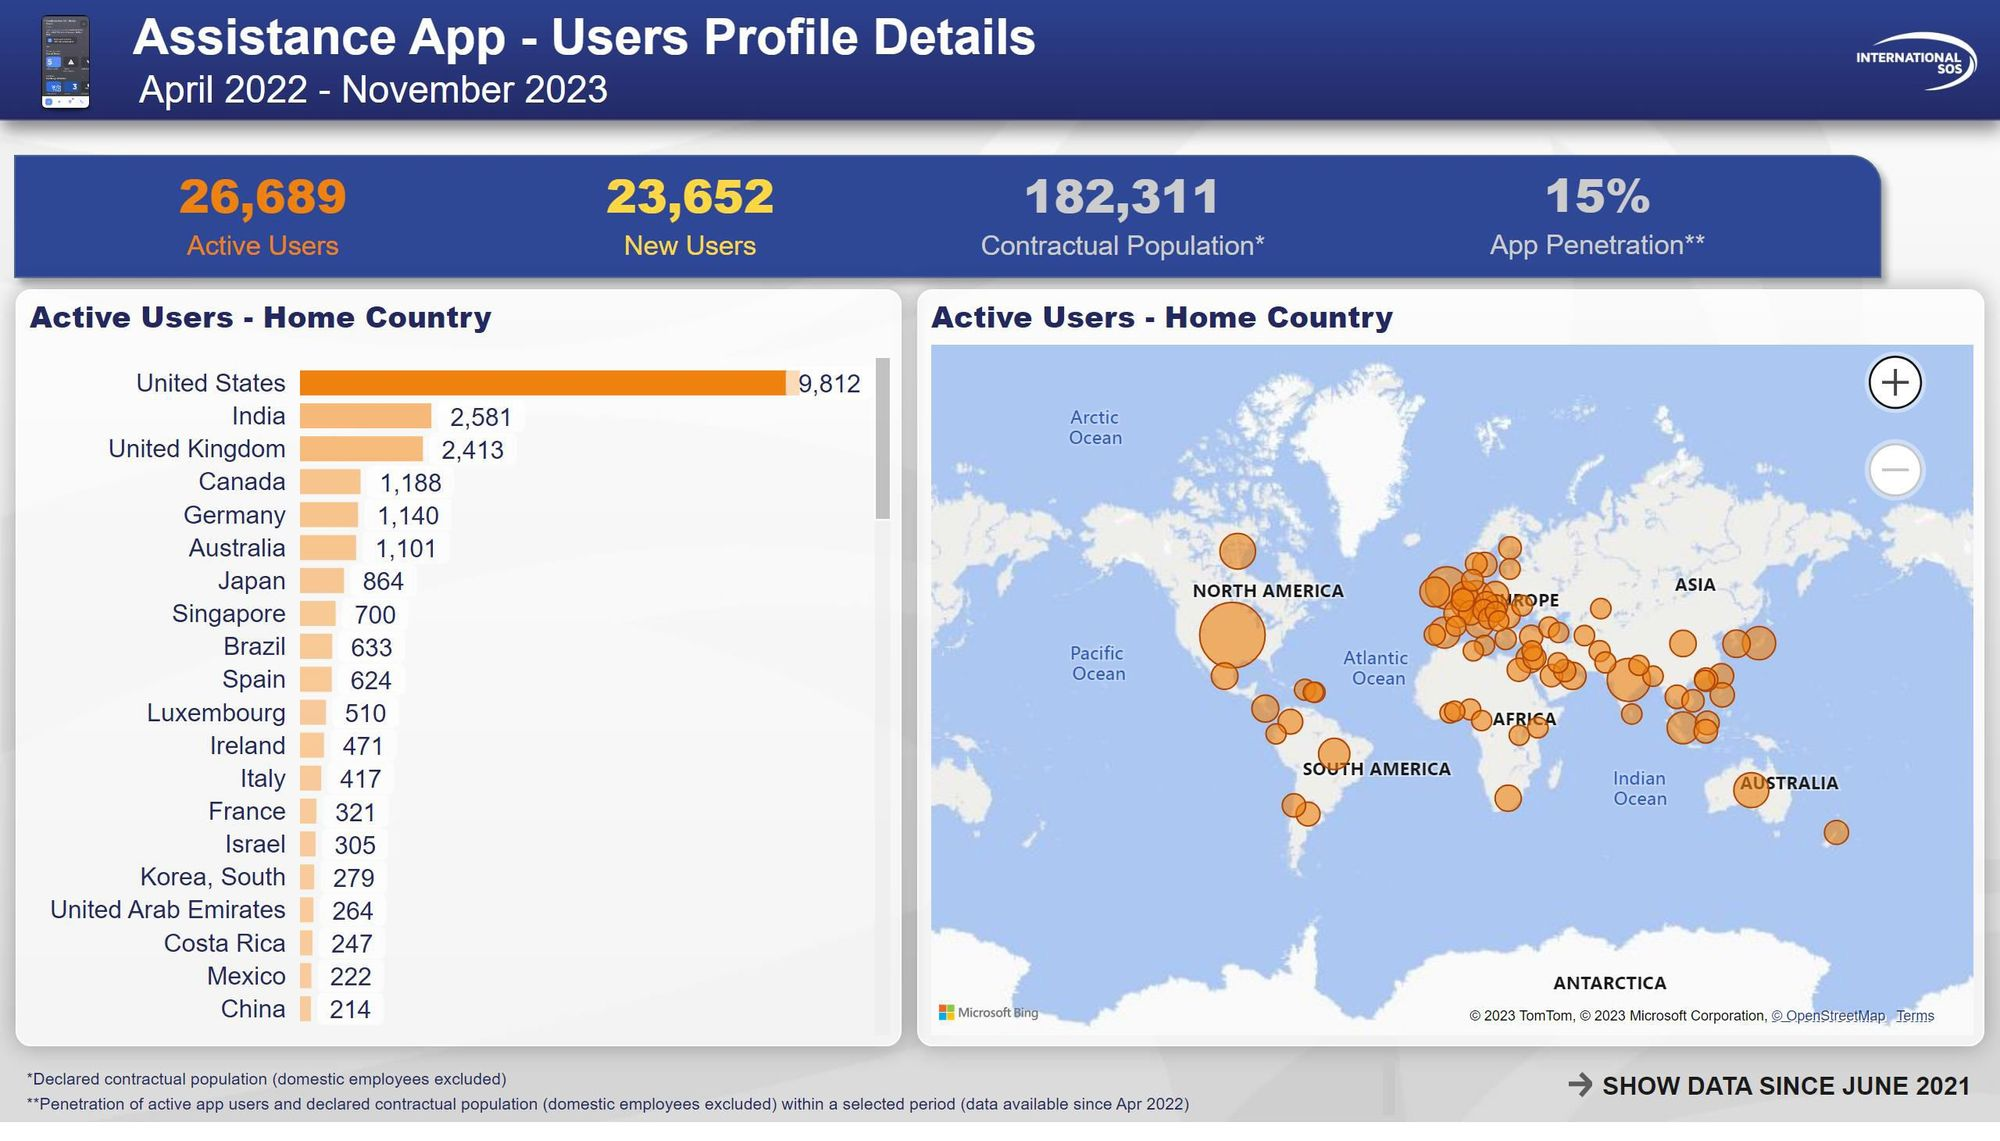 Assistance App - Users Profile Details
April 2022 - November 2023
INTERNATIONAL
SOS
26,689
Active Users
23,652
New Users
182,311
Contractual Population*
15%
App Penetration**
Active Users - Home Country
United States 9,812
India 2,581
United Kingdom 2,413
Canada 1,188
Germany 1,140
Australia 1,101
Japan 864
Singapore 700
Brazil 633
Spain 624
Luxembourg 510
Ireland 471
Italy 417
France 321
Israel 305
Korea, South 279
United Arab Emirates 264
Costa Rica 247
Mexico 222
China 214
Active Users - Home Country
Arctic
Ocean
NORTH AMERICA
EUROPE
ASIA
Pacific
Ocean
Atlantic
Ocean
AFRICA
SOUTH AMERICA
Indian
Ocean
AUSTRALIA
ANTARCTICA
Microsoft Bing
© 2023 TomTom, © 2023 Microsoft Corporation, © OpenStreetMap Terms
*Declared contractual population (domestic employees excluded)
**Penetration of active app users and declared contractual population (domestic employees excluded) within a selected period (data available since Apr 2022)
SHOW DATA SINCE JUNE 2021